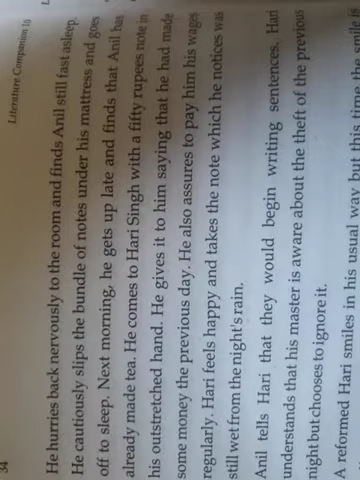 34
Literature Companion 10
He hurries back nervously to the room and finds Anil still fast asleep.
He cautiously slips the bundle of notes under his mattress and goes
off to sleep. Next morning, he gets up late and finds that Anil has
already made tea. He comes to Hari Singh with a fifty rupees note in
his outstretched hand. He gives it to him saying that he had made
some money the previous day. He also assures to pay him his wages
regularly. Hari feels happy and takes the note which he notices was
still wet from the night's rain.
Anil tells Hari that they would begin writing sentences. Hari
understands that his master is aware about the theft of the previous
night but chooses to ignore it.
A reformed Hari smiles in his usual way but this time the smile is